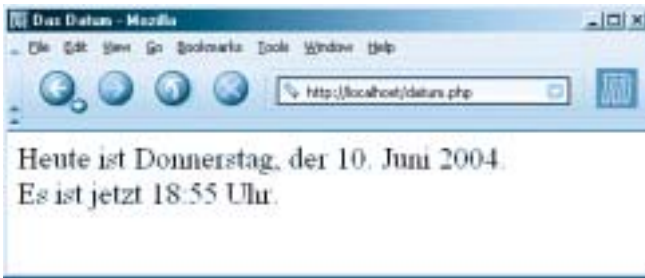 Das Datum - Mozilla
File Edit View Go Bookmarks Tools Window Help
http://localhost/datum.php
Heute ist Donnerstag, der 10. Juni 2004.
Es ist jetzt 18:55 Uhr.